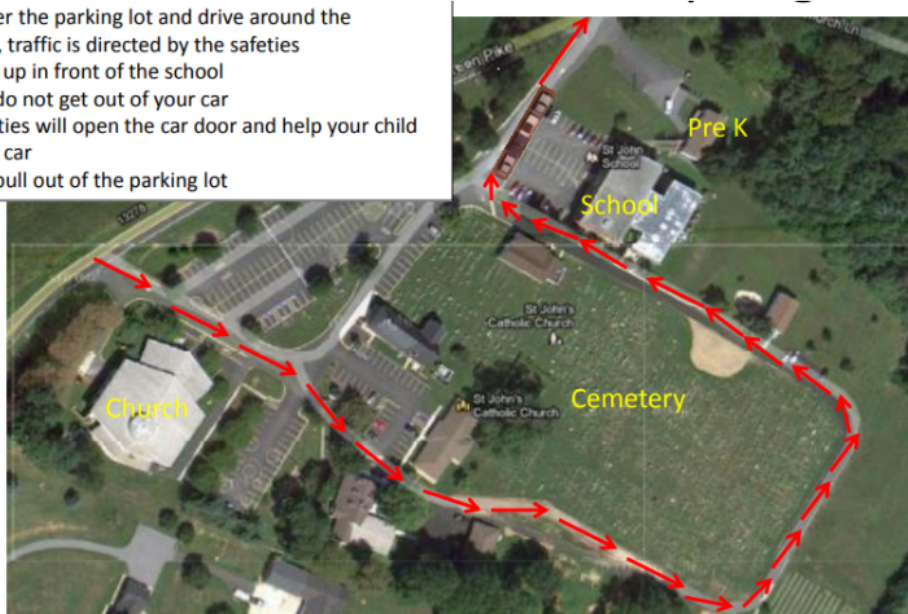 er the parking lot and drive around the
, traffic is directed by the safeties
up in front of the school
do not get out of your car
ties will open the car door and help your child
car
pull out of the parking lot
Pike
Pre K
St John
School
School
St John's
Catholic Church
St John's
Catholic Church
Cemetery
Church